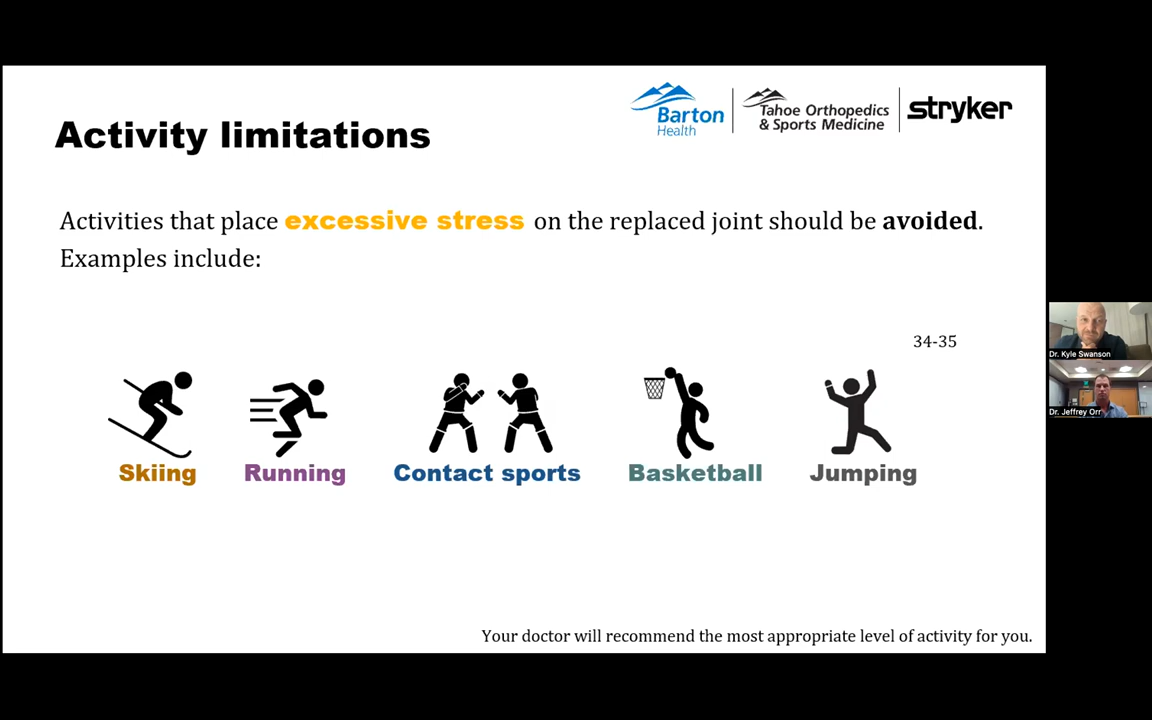 Activity limitations
Barton
Health
Tahoe Orthopedics
& Sports Medicine
stryker
Activities that place excessive stress on the replaced joint should be avoided.
Examples include:
34-35
Skiing
Running
Contact sports
Basketball
Jumping
Your doctor will recommend the most appropriate level of activity for you.
Dr. Kyle Swanson
Dr. Jeffrey Orr